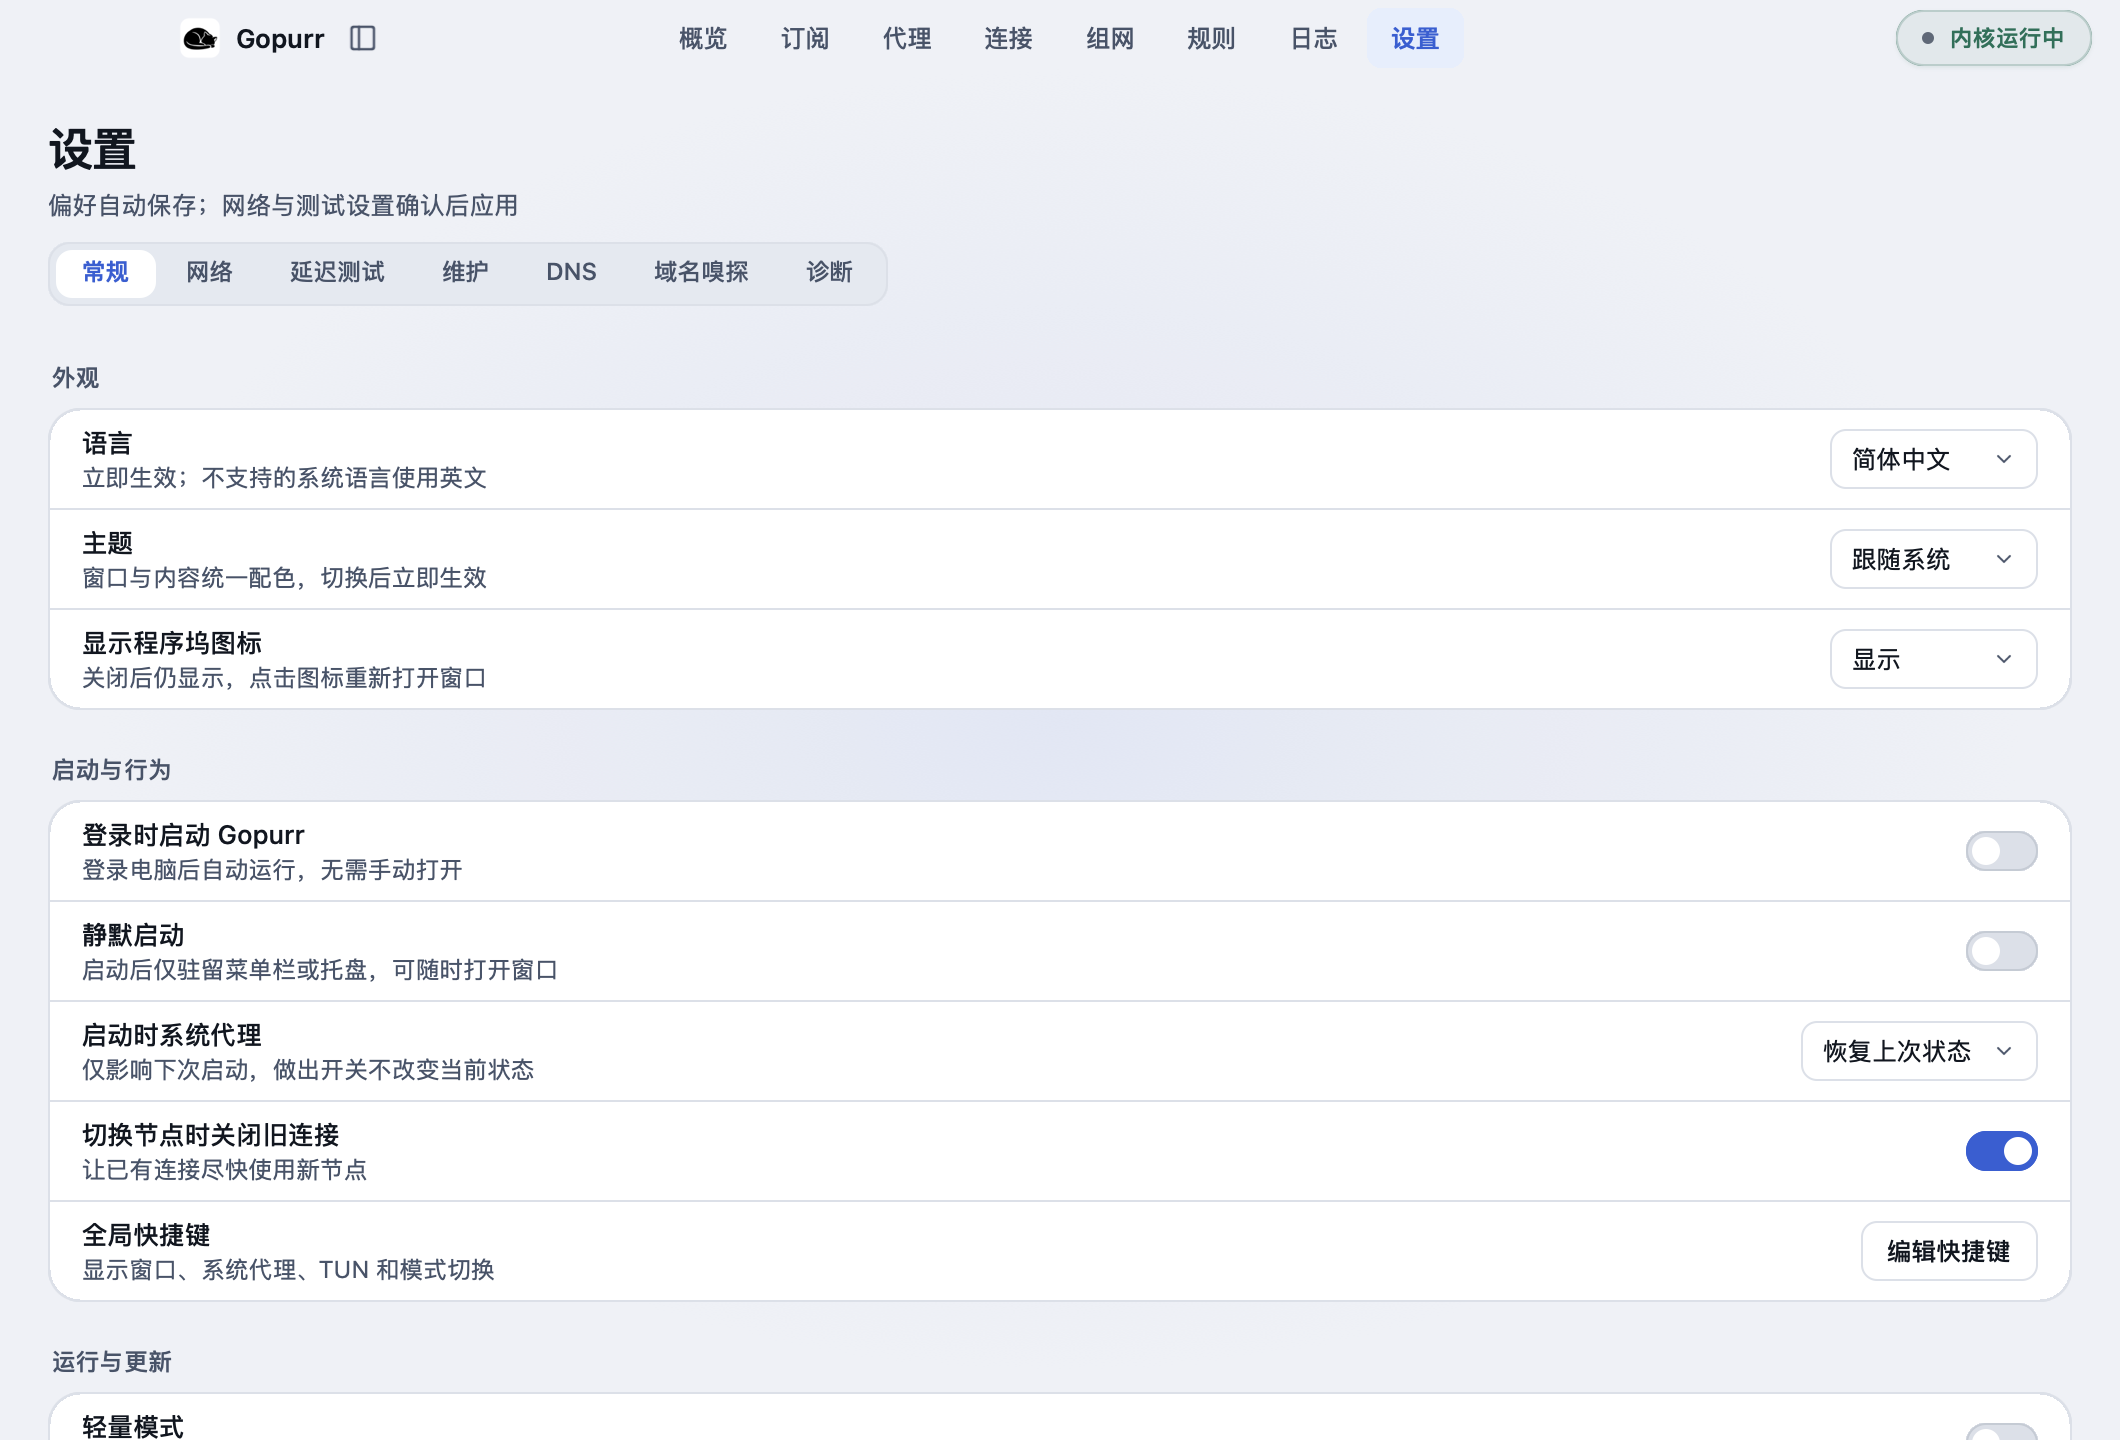 Gopurr
概览 订阅 代理 连接 组网 规则 日志 设置
内核运行中
设置
偏好自动保存；网络与测试设置确认后应用
常规 网络 延迟测试 维护 DNS 域名嗅探 诊断
外观
语言
立即生效；不支持的系统语言使用英文
简体中文
主题
窗口与内容统一配色，切换后立即生效
跟随系统
显示程序坞图标
关闭后仍显示，点击图标重新打开窗口
显示
启动与行为
登录时启动 Gopurr
登录电脑后自动运行，无需手动打开
静默启动
启动后仅驻留菜单栏或托盘，可随时打开窗口
启动时系统代理
仅影响下次启动，做出开关不改变当前状态
恢复上次状态
切换节点时关闭旧连接
让已有连接尽快使用新节点
全局快捷键
显示窗口、系统代理、TUN 和模式切换
编辑快捷键
运行与更新
轻量模式